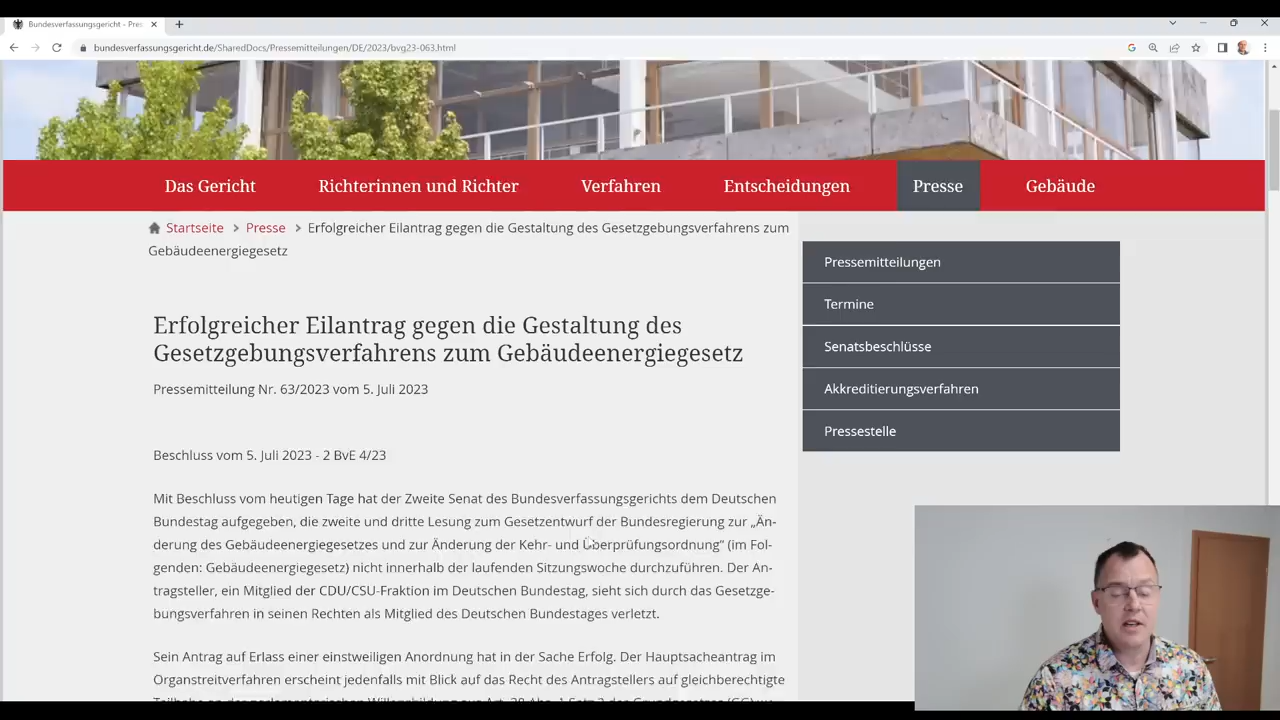 Bundesverfassungsgericht - Pres
bundesverfassungsgericht.de/SharedDocs/Pressemitteilungen/DE/2023/bvg23-063.html
Das Gericht
Richterinnen und Richter
Verfahren
Entscheidungen
Presse
Gebäude
Startseite
Presse
Erfolgreicher Eilantrag gegen die Gestaltung des Gesetzgebungsverfahrens zum
Gebäudeenergiegesetz
Erfolgreicher Eilantrag gegen die Gestaltung des
Gesetzgebungsverfahrens zum Gebäudeenergiegesetz
Pressemitteilung Nr. 63/2023 vom 5. Juli 2023
Beschluss vom 5. Juli 2023 - 2 BvE 4/23
Mit Beschluss vom heutigen Tage hat der Zweite Senat des Bundesverfassungsgerichts dem Deutschen
Bundestag aufgegeben, die zweite und dritte Lesung zum Gesetzentwurf der Bundesregierung zur „Än-
derung des Gebäudeenergiegesetzes und zur Änderung der Kehr- und Überprüfungsordnung“ (im Fol-
genden: Gebäudeenergiegesetz) nicht innerhalb der laufenden Sitzungswoche durchzuführen. Der An-
tragsteller, ein Mitglied der CDU/CSU-Fraktion im Deutschen Bundestag, sieht sich durch das Gesetzge-
bungsverfahren in seinen Rechten als Mitglied des Deutschen Bundestages verletzt.
Sein Antrag auf Erlass einer einstweiligen Anordnung hat in der Sache Erfolg. Der Hauptsacheantrag im
Organstreitverfahren erscheint jedenfalls mit Blick auf das Recht des Antragstellers auf gleichberechtigte
Pressemitteilungen
Termine
Senatsbeschlüsse
Akkreditierungsverfahren
Pressestelle